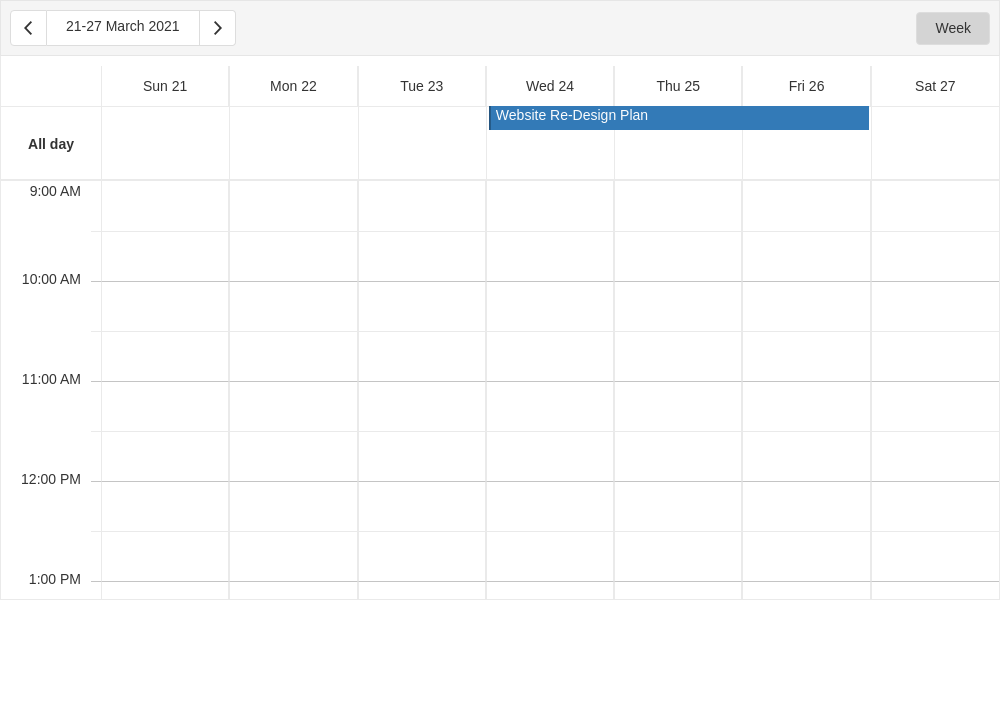 21-27 March 2021
Week
Sun 21
Mon 22
Tue 23
Wed 24
Thu 25
Fri 26
Sat 27
All day
Website Re-Design Plan
9:00 AM
10:00 AM
11:00 AM
12:00 PM
1:00 PM